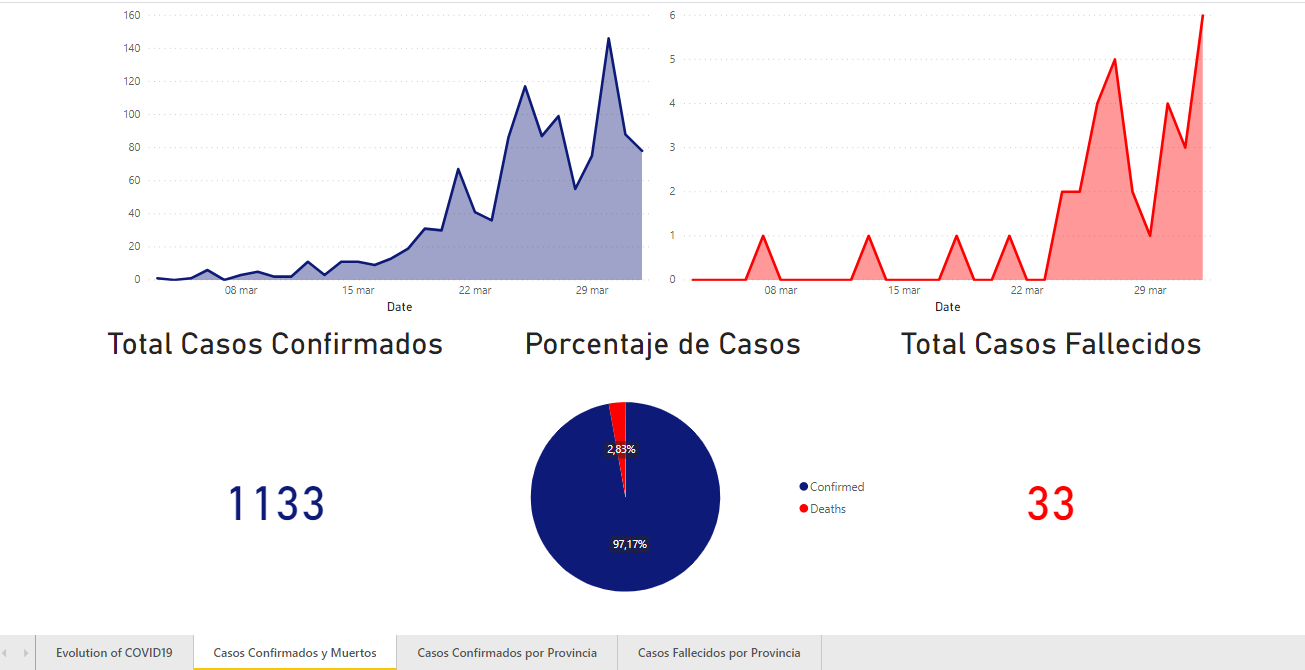 160
140
120
100
80
60
40
20
0
08 mar 15 mar 22 mar 29 mar
Date
6
5
4
3
2
1
0
08 mar 15 mar 22 mar 29 mar
Date
Total Casos Confirmados
Porcentaje de Casos
Total Casos Fallecidos
1133
2,83%
97,17%
Confirmed
Deaths
33
Evolution of COVID19
Casos Confirmados y Muertos
Casos Confirmados por Provincia
Casos Fallecidos por Provincia